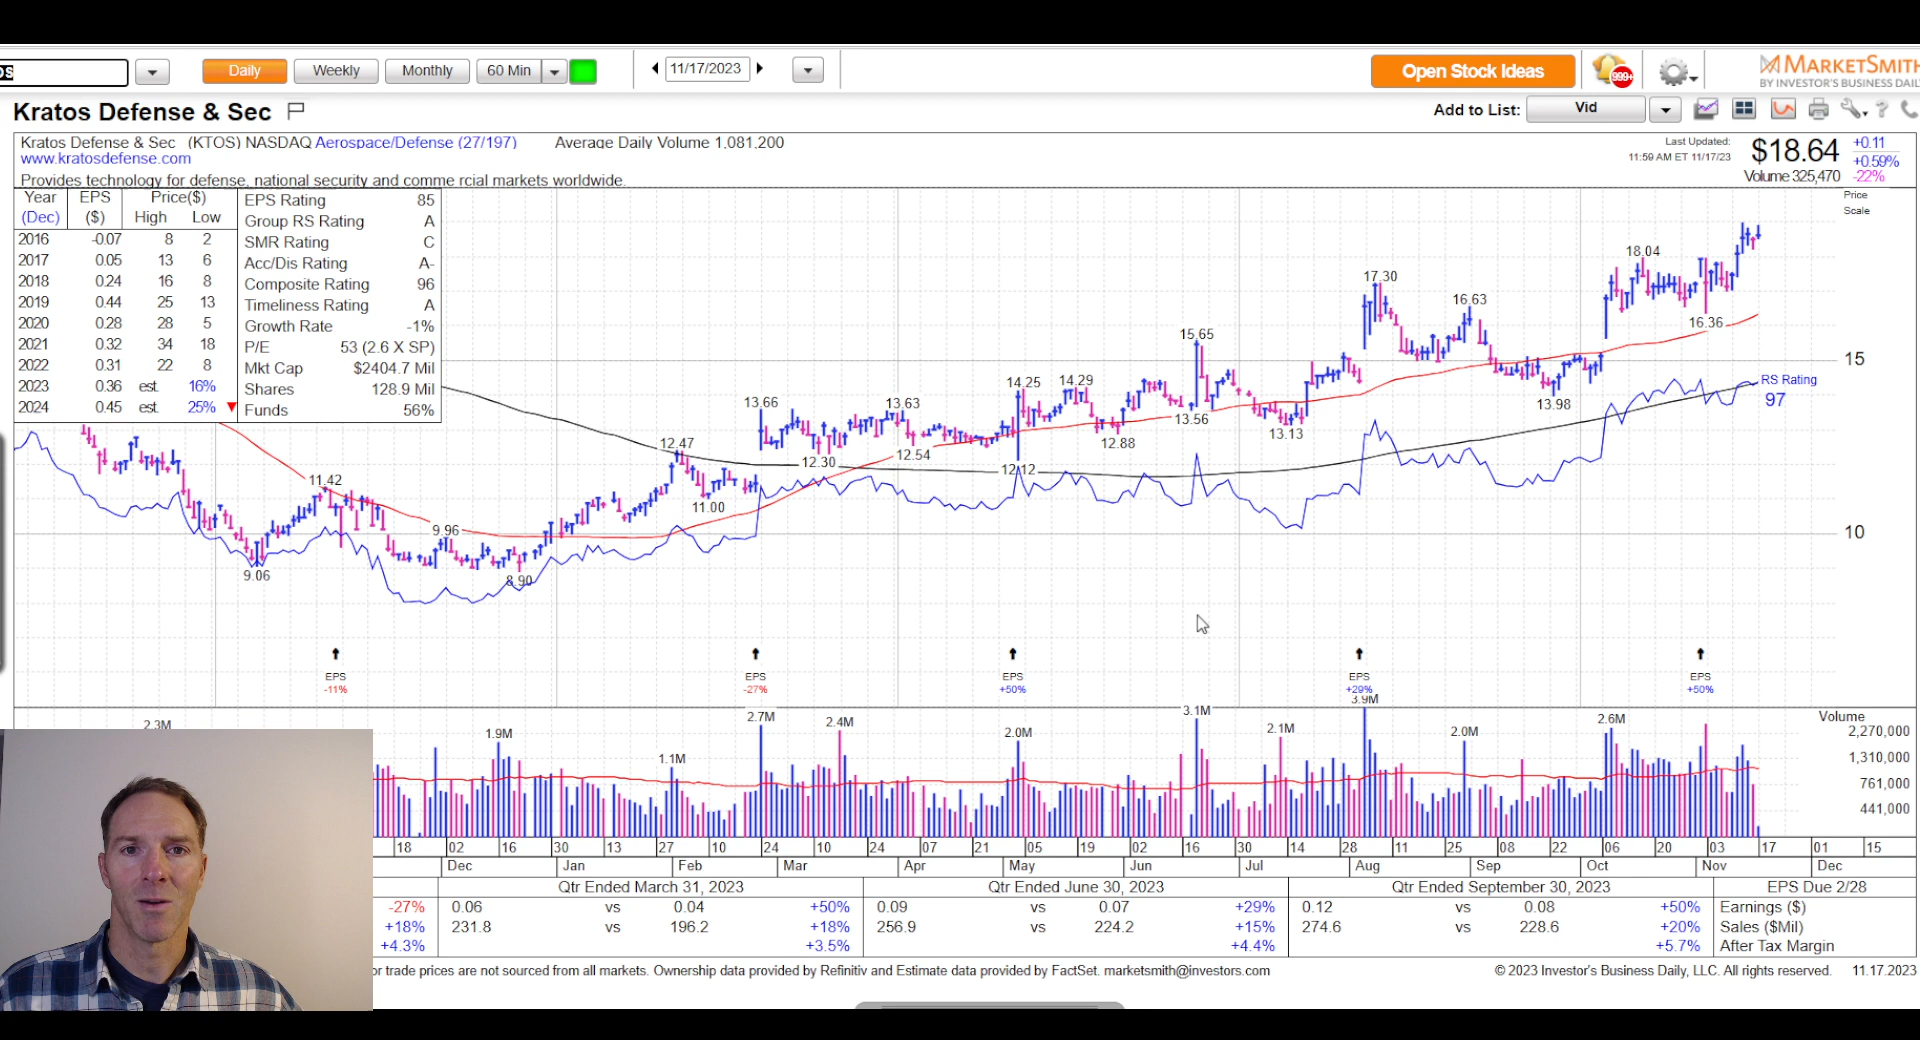 os
Daily Weekly Monthly 60 Min 11/17/2023 Open Stock Ideas 999+ MARKETSMITH
BY INVESTOR'S BUSINESS DAILY
Kratos Defense & Sec Add to List: Vid
Kratos Defense & Sec (KTOS) NASDAQ Aerospace/Defense (27/197) Average Daily Volume 1,081,200
www.kratosdefense.com
Provides technology for defense, national security and comme rcial markets worldwide.
Last Updated:
11:59 AM ET 11/17/23
$18.64 +0.11
+0.59%
Volume 325,470 -22%
Price
Scale
Year EPS Price($)
(Dec) ($) High Low
2016 -0.07 8 2
2017 0.05 13 6
2018 0.24 16 8
2019 0.44 25 13
2020 0.28 28 5
2021 0.32 34 18
2022 0.31 22 8
2023 0.36 est. 16%
2024 0.45 est. 25%
EPS Rating 85
Group RS Rating A
SMR Rating C
Acc/Dis Rating A-
Composite Rating 96
Timeliness Rating A
Growth Rate -1%
P/E 53 (2.6 X SP)
Mkt Cap $2404.7 Mil
Shares 128.9 Mil
Funds 56%
18.04
17.30
16.63
16.36
15.65
15
14.25 14.29
RS Rating
97
13.66 13.63 13.56 13.98
12.47 12.30 12.54 12.12 12.88 13.13
11.42 11.00
9.96 10
9.06 8.90
EPS EPS EPS EPS EPS
-11% -27% +50% +29% +50%
2.3M 1.9M 1.1M 2.7M 2.4M 2.0M 3.1M 2.1M 3.9M 2.0M 2.6M
Volume
2,270,000
1,310,000
761,000
441,000
18 02 16 30 13 27 10 24 10 24 07 21 05 19 02 16 30 14 28 11 25 08 22 06 20 03 17 01 15
Dec Jan Feb Mar Apr May Jun Jul Aug Sep Oct Nov Dec
Qtr Ended March 31, 2023 Qtr Ended June 30, 2023 Qtr Ended September 30, 2023 EPS Due 2/28
-27% 0.06 vs 0.04 +50% 0.09 vs 0.07 +29% 0.12 vs 0.08 +50% Earnings ($)
+18% 231.8 vs 196.2 +18% 256.9 vs 224.2 +15% 274.6 vs 228.6 +20% Sales ($Mil)
+4.3% +3.5% +4.4% +5.7% After Tax Margin
or trade prices are not sourced from all markets. Ownership data provided by Refinitiv and Estimate data provided by FactSet. marketsmith@investors.com © 2023 Investor's Business Daily, LLC. All rights reserved. 11.17.2023